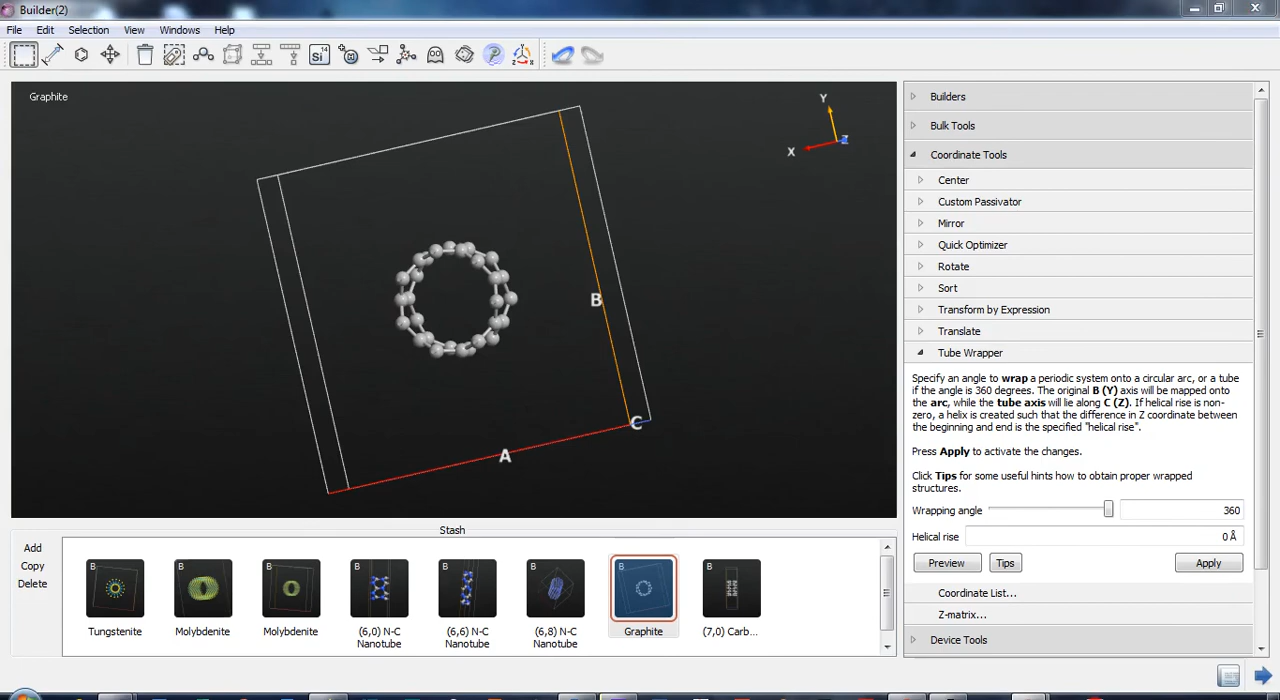 Builder(2)
File Edit Selection View Windows Help
Si 14
Graphite
Y
X
Z
B
C
A
Builders
Bulk Tools
Coordinate Tools
Center
Custom Passivator
Mirror
Quick Optimizer
Rotate
Sort
Transform by Expression
Translate
Tube Wrapper
Specify an angle to wrap a periodic system onto a circular arc, or a tube
if the angle is 360 degrees. The original B (Y) axis will be mapped onto
the arc, while the tube axis will lie along C (Z). If helical rise is non-
zero, a helix is created such that the difference in Z coordinate between
the beginning and end is the specified "helical rise".
Press Apply to activate the changes.
Click Tips for some useful hints how to obtain proper wrapped
structures.
Wrapping angle 360
Helical rise 0 Å
Preview Tips Apply
Coordinate List...
Z-matrix...
Device Tools
Stash
Add
Copy
Delete
B B B B B B B B
Tungstenite Molybdenite Molybdenite (6,0) N-C (6,6) N-C (6,8) N-C Graphite (7,0) Carb...
Nanotube Nanotube Nanotube